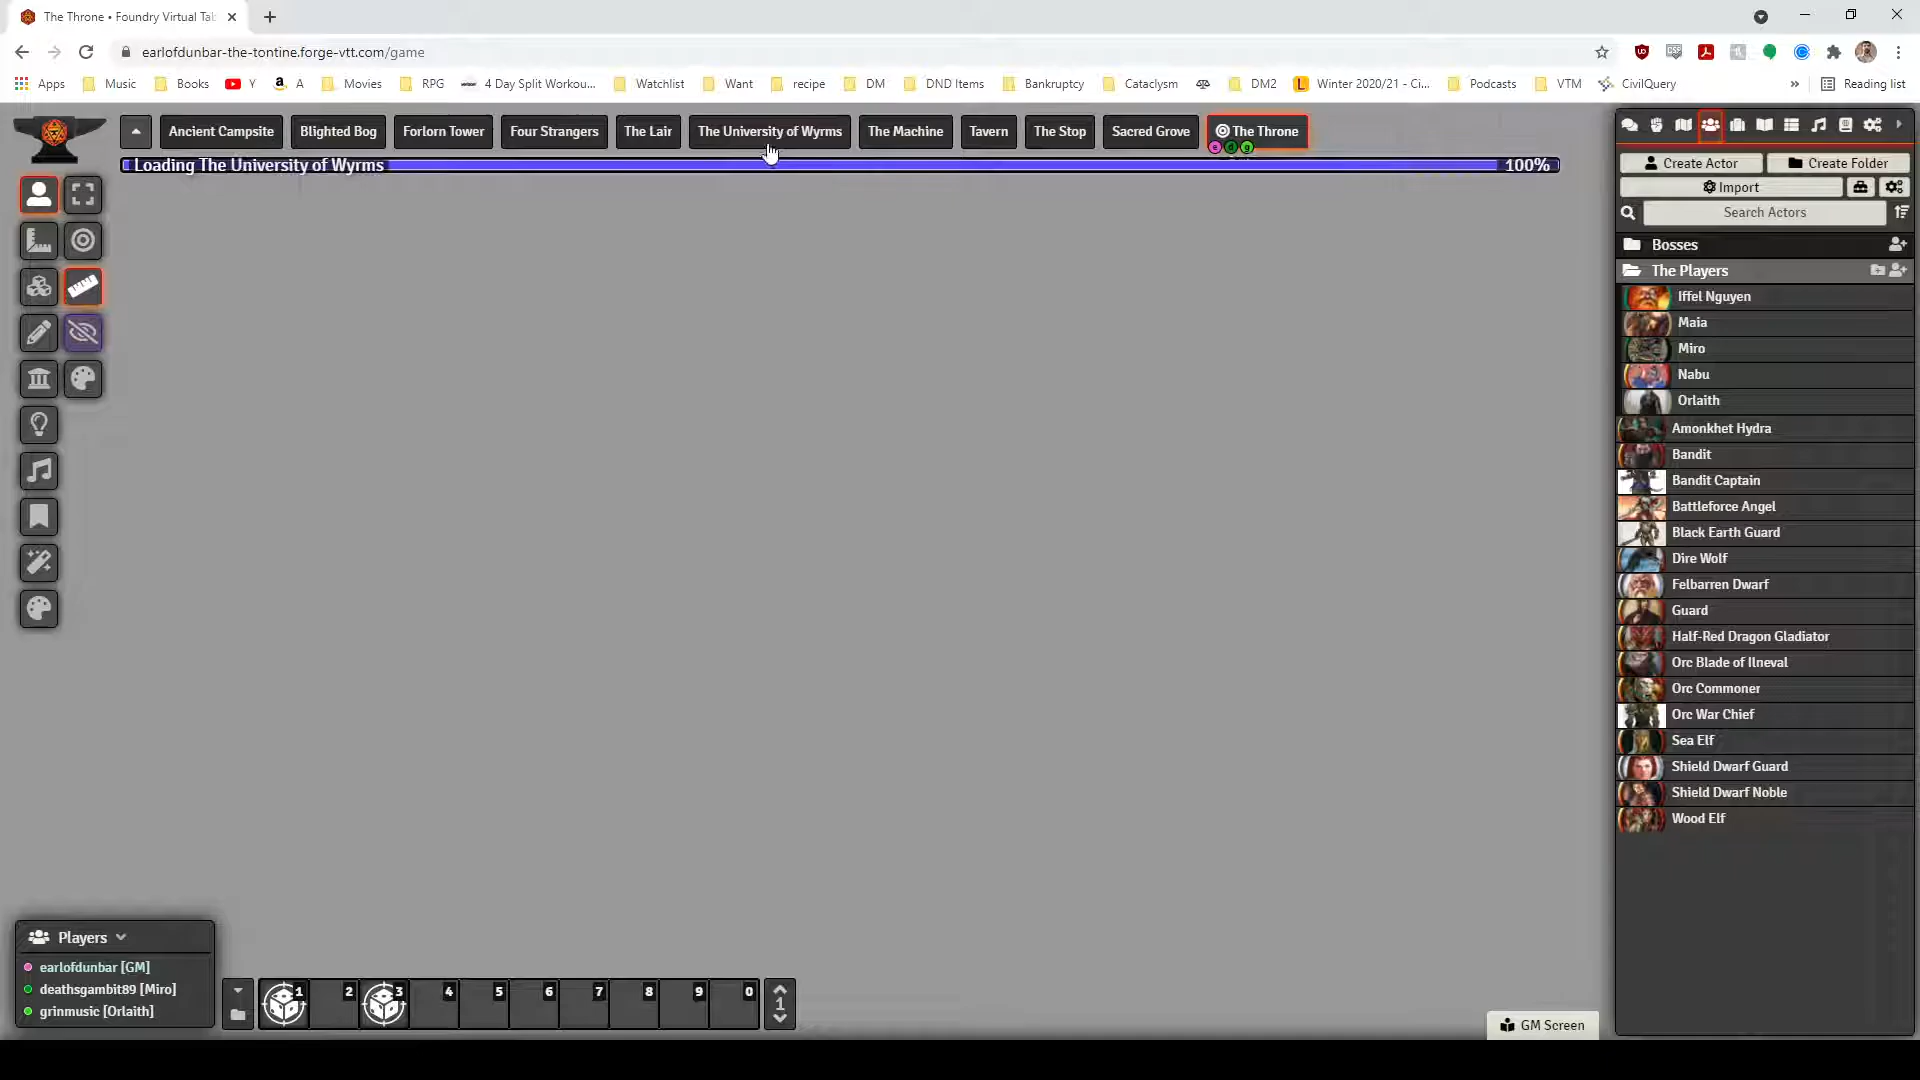 The Throne • Foundry Virtual Tab
earlofdunbar-the-tontine.forge-vtt.com/game
Apps Music Books Y A Movies RPG 4 Day Split Workou... Watchlist Want recipe DM DND Items Bankruptcy Cataclysm DM2 Winter 2020/21 - Ci... Podcasts VTM CivilQuery » Reading list
Ancient Campsite Blighted Bog Forlorn Tower Four Strangers The Lair The University of Wyrms The Machine Tavern The Stop Sacred Grove The Throne
e d g
Loading The University of Wyrms 100%
Create Actor Create Folder
Import
Search Actors
Bosses
The Players
Iffel Nguyen
Maia
Miro
Nabu
Orlaith
Amonkhet Hydra
Bandit
Bandit Captain
Battleforce Angel
Black Earth Guard
Dire Wolf
Felbarren Dwarf
Guard
Half-Red Dragon Gladiator
Orc Blade of Ilneval
Orc Commoner
Orc War Chief
Sea Elf
Shield Dwarf Guard
Shield Dwarf Noble
Wood Elf
Players
earlofdunbar [GM]
deathsgambit89 [Miro]
grinmusic [Orlaith]
1 2 3 4 5 6 7 8 9 0
1
GM Screen